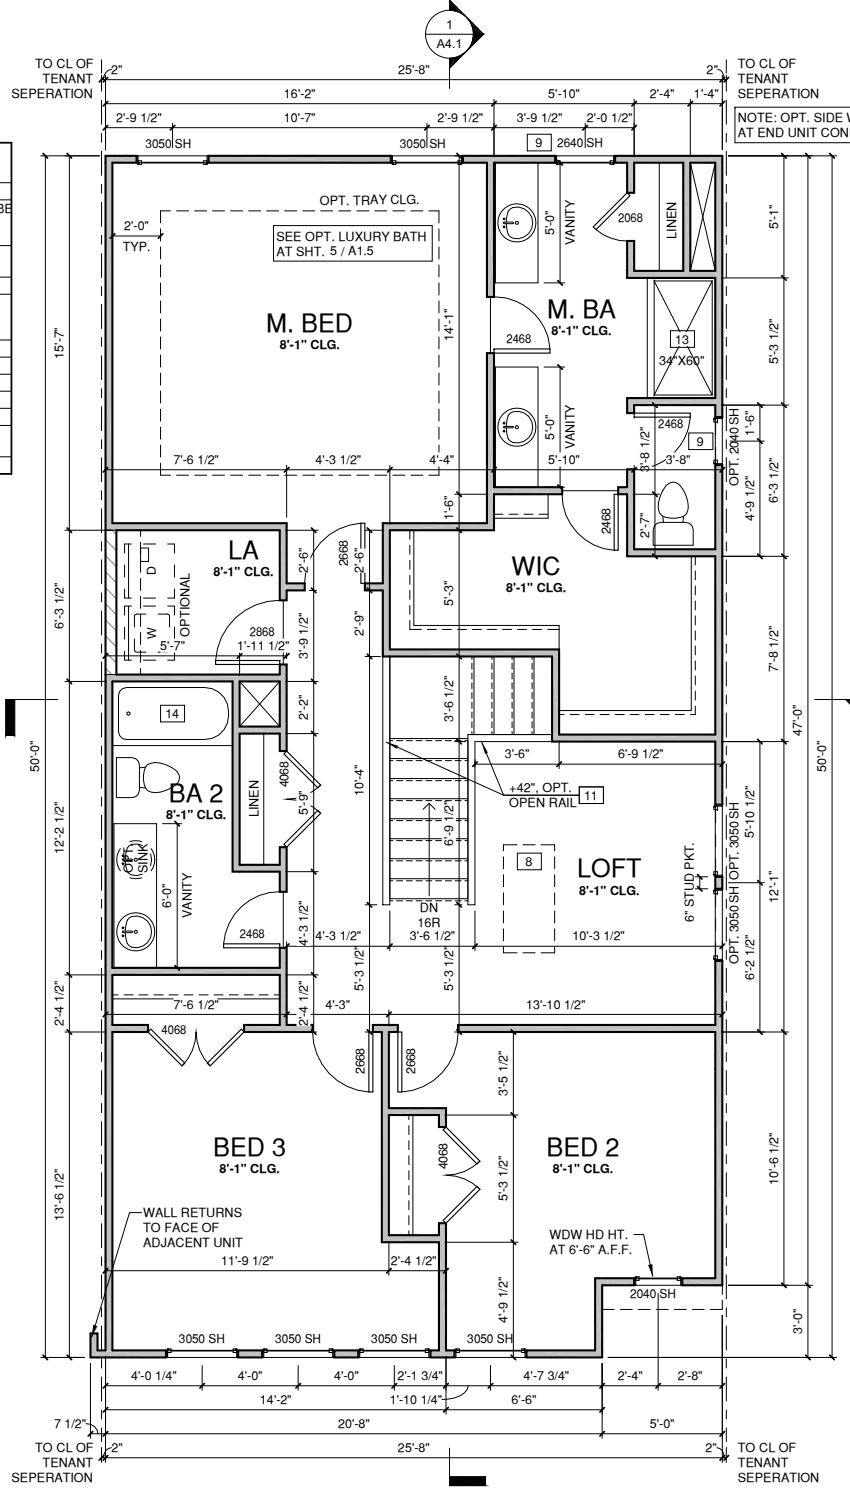 1
A4.1
TO CL OF
TENANT
SEPERATION
2"
25'-8"
2"
TO CL OF
TENANT
SEPERATION
16'-2"
5'-10"
2'-4"
1'-4"
2'-9 1/2"
10'-7"
2'-9 1/2"
3'-9 1/2"
2'-0 1/2"
NOTE: OPT. SIDE
AT END UNIT
3050 SH
3050 SH
9
2640 SH
OPT. TRAY CLG.
2'-0"
TYP.
SEE OPT. LUXURY BATH
AT SHT. 5 / A1.5
5'-0"
VANITY
2068
LINEN
5'-1"
M. BED
8'-1" CLG.
14'-1"
2468
M. BA
8'-1" CLG.
13
34"X60"
5'-3 1/2"
15'-7"
5'-0"
VANITY
2468
9
3'-8 1/2"
3'-8"
OPT. 2040 SH
1'-6"
4'-9 1/2"
6'-3 1/2"
7'-6 1/2"
4'-3 1/2"
4'-4"
5'-10"
1'-6"
2468
2'-7"
LA
8'-1" CLG.
2'-6"
2668
2'-6"
WIC
8'-1" CLG.
D
W
OPTIONAL
6'-3 1/2"
2868
5'-7"
1'-11 1/2"
3'-9 1/2"
2'-9"
5'-3"
7'-8 1/2"
14
2'-2"
3'-6 1/2"
47'-0"
50'-0"
50'-0"
3'-6"
6'-9 1/2"
4068
BA 2
8'-1" CLG.
LINEN
5'-9"
10'-4"
+42", OPT.
OPEN RAIL
11
6'-9 1/2"
12'-2 1/2"
OPT.
SINK
6'-0"
VANITY
8
LOFT
8'-1" CLG.
6" STUD PKT.
OPT. 3050 SH
OPT. 3050 SH
5'-10 1/2"
12'-1"
6'-2 1/2"
DN
16R
2468
4'-3 1/2"
4'-3 1/2"
3'-6 1/2"
10'-3 1/2"
5'-3 1/2"
5'-3 1/2"
2'-4 1/2"
7'-6 1/2"
2'-4 1/2"
4'-3"
13'-10 1/2"
4068
2668
2668
3'-5 1/2"
BED 3
8'-1" CLG.
4068
BED 2
8'-1" CLG.
5'-3 1/2"
10'-6 1/2"
13'-6 1/2"
WALL RETURNS
TO FACE OF
ADJACENT UNIT
WDW HD HT.
AT 6'-6" A.F.F.
11'-9 1/2"
2'-4 1/2"
4'-9 1/2"
2040 SH
3'-0"
3050 SH
3050 SH
3050 SH
3050 SH
4'-0 1/4"
4'-0"
4'-0"
2'-1 3/4"
4'-7 3/4"
2'-4"
2'-8"
14'-2"
1'-10 1/4"
6'-6"
7 1/2"
20'-8"
5'-0"
TO CL OF
TENANT
SEPERATION
2"
25'-8"
2"
TO CL OF
TENANT
SEPERATION